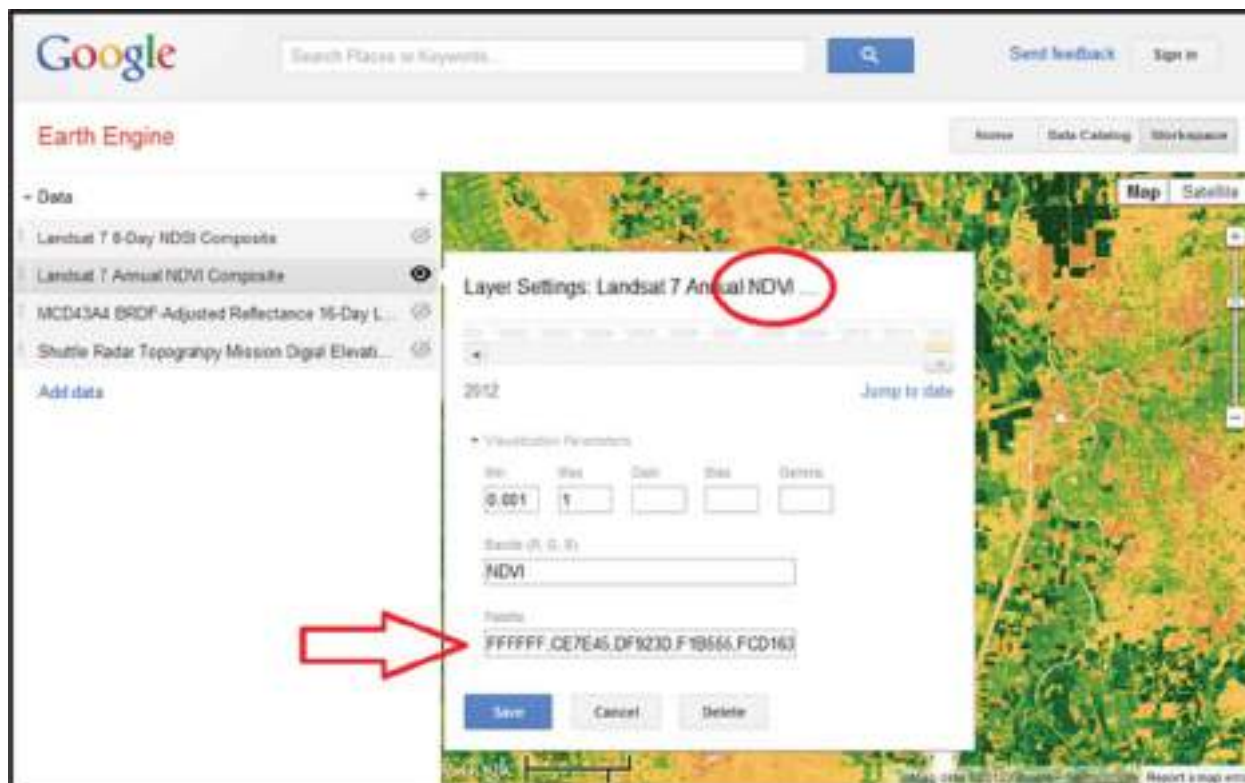 Google
Search Places or Keywords...
Send feedback
Sign in
Earth Engine
Home
Data Catalog
Workspace
Data
Map
Satellite
Landsat 7 8-Day NDSI Composite
Landsat 7 Annual NDVI Composite
MCD43A4 BRDF-Adjusted Reflectance 16-Day L...
Shuttle Radar Topograhpy Mission Digial Elevati...
Add data
Layer Settings: Landsat 7 Annual NDVI ...
2012
Jump to date
Visualization Parameters
Min
Max
Gain
Bias
Gamma
0.001
1
Bands (R, G, B)
NDVI
Palette
FFFFFF,CE7E45,DF923D,F1B555,FCD163
Save
Cancel
Delete
Report a map